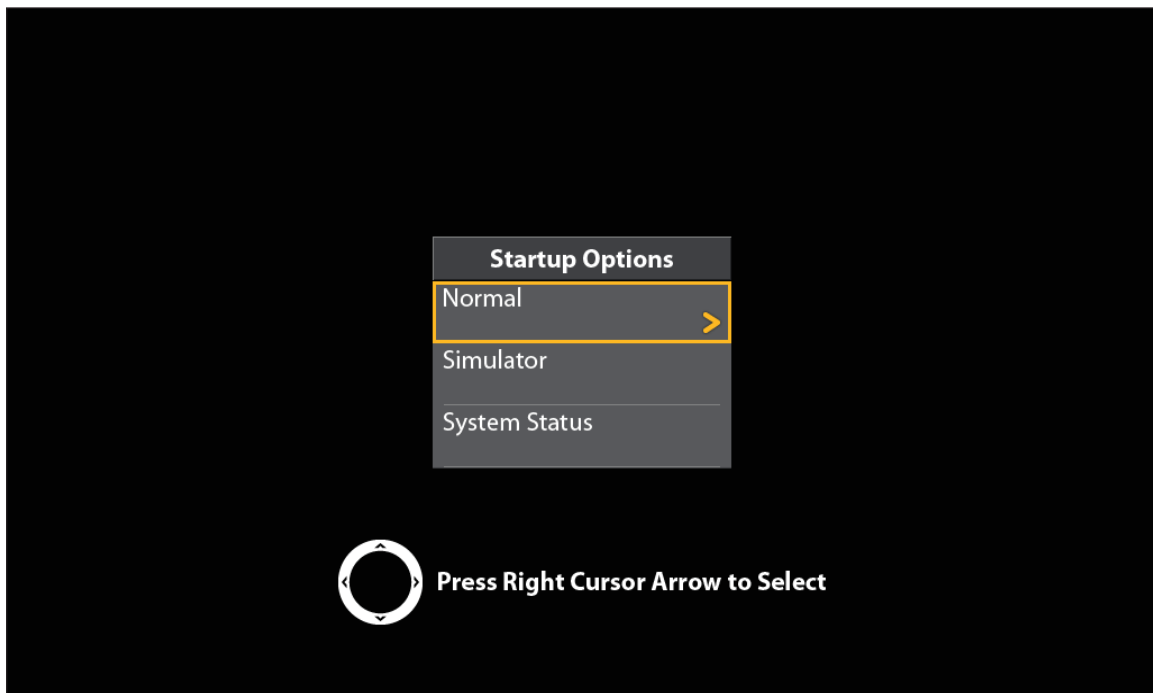 Startup Options
Normal
Simulator
System Status
Press Right Cursor Arrow to Select